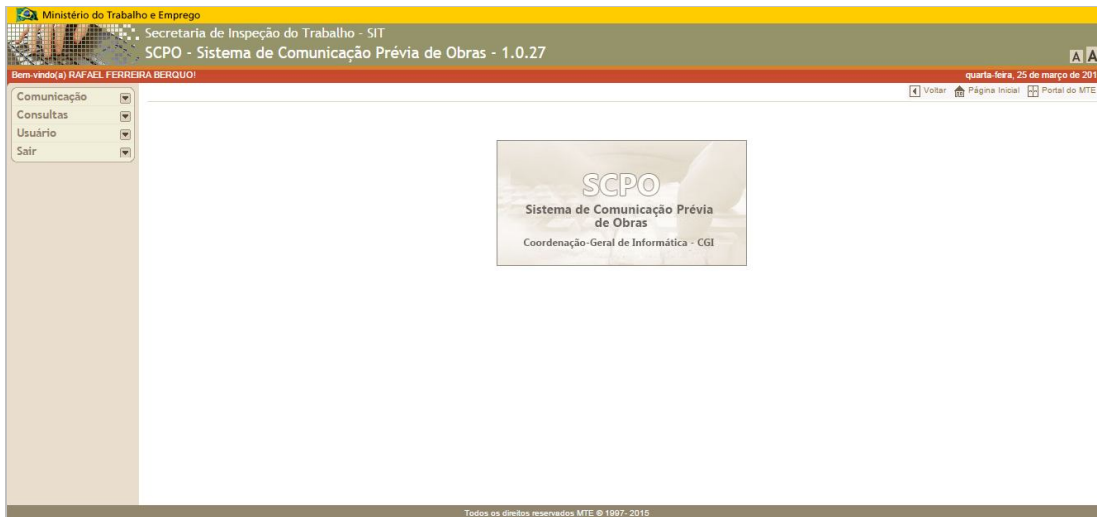 Ministério do Trabalho e Emprego
Secretaria de Inspeção do Trabalho - SIT
SCPO - Sistema de Comunicação Prévia de Obras - 1.0.27
A A
Bem-vindo(a) RAFAEL FERREIRA BERQUO!
quarta-feira, 25 de março de 201
Voltar Página Inicial Portal do MTE
Comunicação
Consultas
Usuário
Sair
SCPO
Sistema de Comunicação Prévia
de Obras
Coordenação-Geral de Informática - CGI
Todos os direitos reservados MTE © 1997- 2015